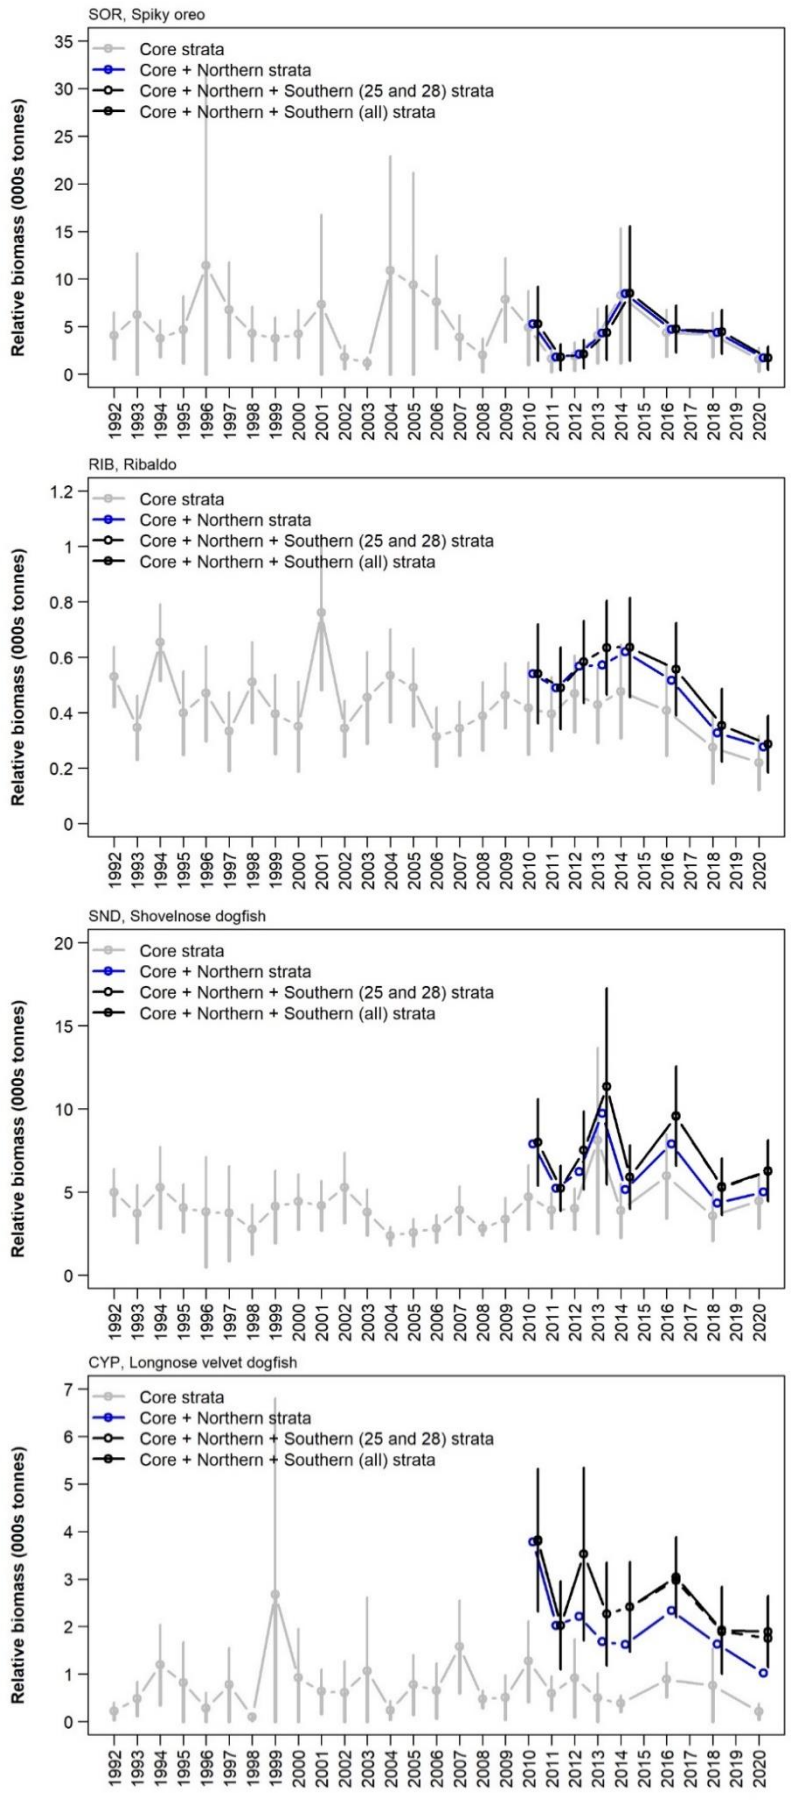 SOR, Spiky oreo
Relative biomass (000s tonnes)
35
30
25
20
15
10
5
0
Core strata
Core + Northern strata
Core + Northern + Southern (25 and 28) strata
Core + Northern + Southern (all) strata
1992 1993 1994 1995 1996 1997 1998 1999 2000 2001 2002 2003 2004 2005 2006 2007 2008 2009 2010 2011 2012 2013 2014 2015 2016 2017 2018 2019 2020
RIB, Ribaldo
Relative biomass (000s tonnes)
1.2
1
0.8
0.6
0.4
0.2
0
Core strata
Core + Northern strata
Core + Northern + Southern (25 and 28) strata
Core + Northern + Southern (all) strata
1992 1993 1994 1995 1996 1997 1998 1999 2000 2001 2002 2003 2004 2005 2006 2007 2008 2009 2010 2011 2012 2013 2014 2015 2016 2017 2018 2019 2020
SND, Shovelnose dogfish
Relative biomass (000s tonnes)
20
15
10
5
0
Core strata
Core + Northern strata
Core + Northern + Southern (25 and 28) strata
Core + Northern + Southern (all) strata
1992 1993 1994 1995 1996 1997 1998 1999 2000 2001 2002 2003 2004 2005 2006 2007 2008 2009 2010 2011 2012 2013 2014 2015 2016 2017 2018 2019 2020
CYP, Longnose velvet dogfish
Relative biomass (000s tonnes)
7
6
5
4
3
2
1
0
Core strata
Core + Northern strata
Core + Northern + Southern (25 and 28) strata
Core + Northern + Southern (all) strata
1992 1993 1994 1995 1996 1997 1998 1999 2000 2001 2002 2003 2004 2005 2006 2007 2008 2009 2010 2011 2012 2013 2014 2015 2016 2017 2018 2019 2020